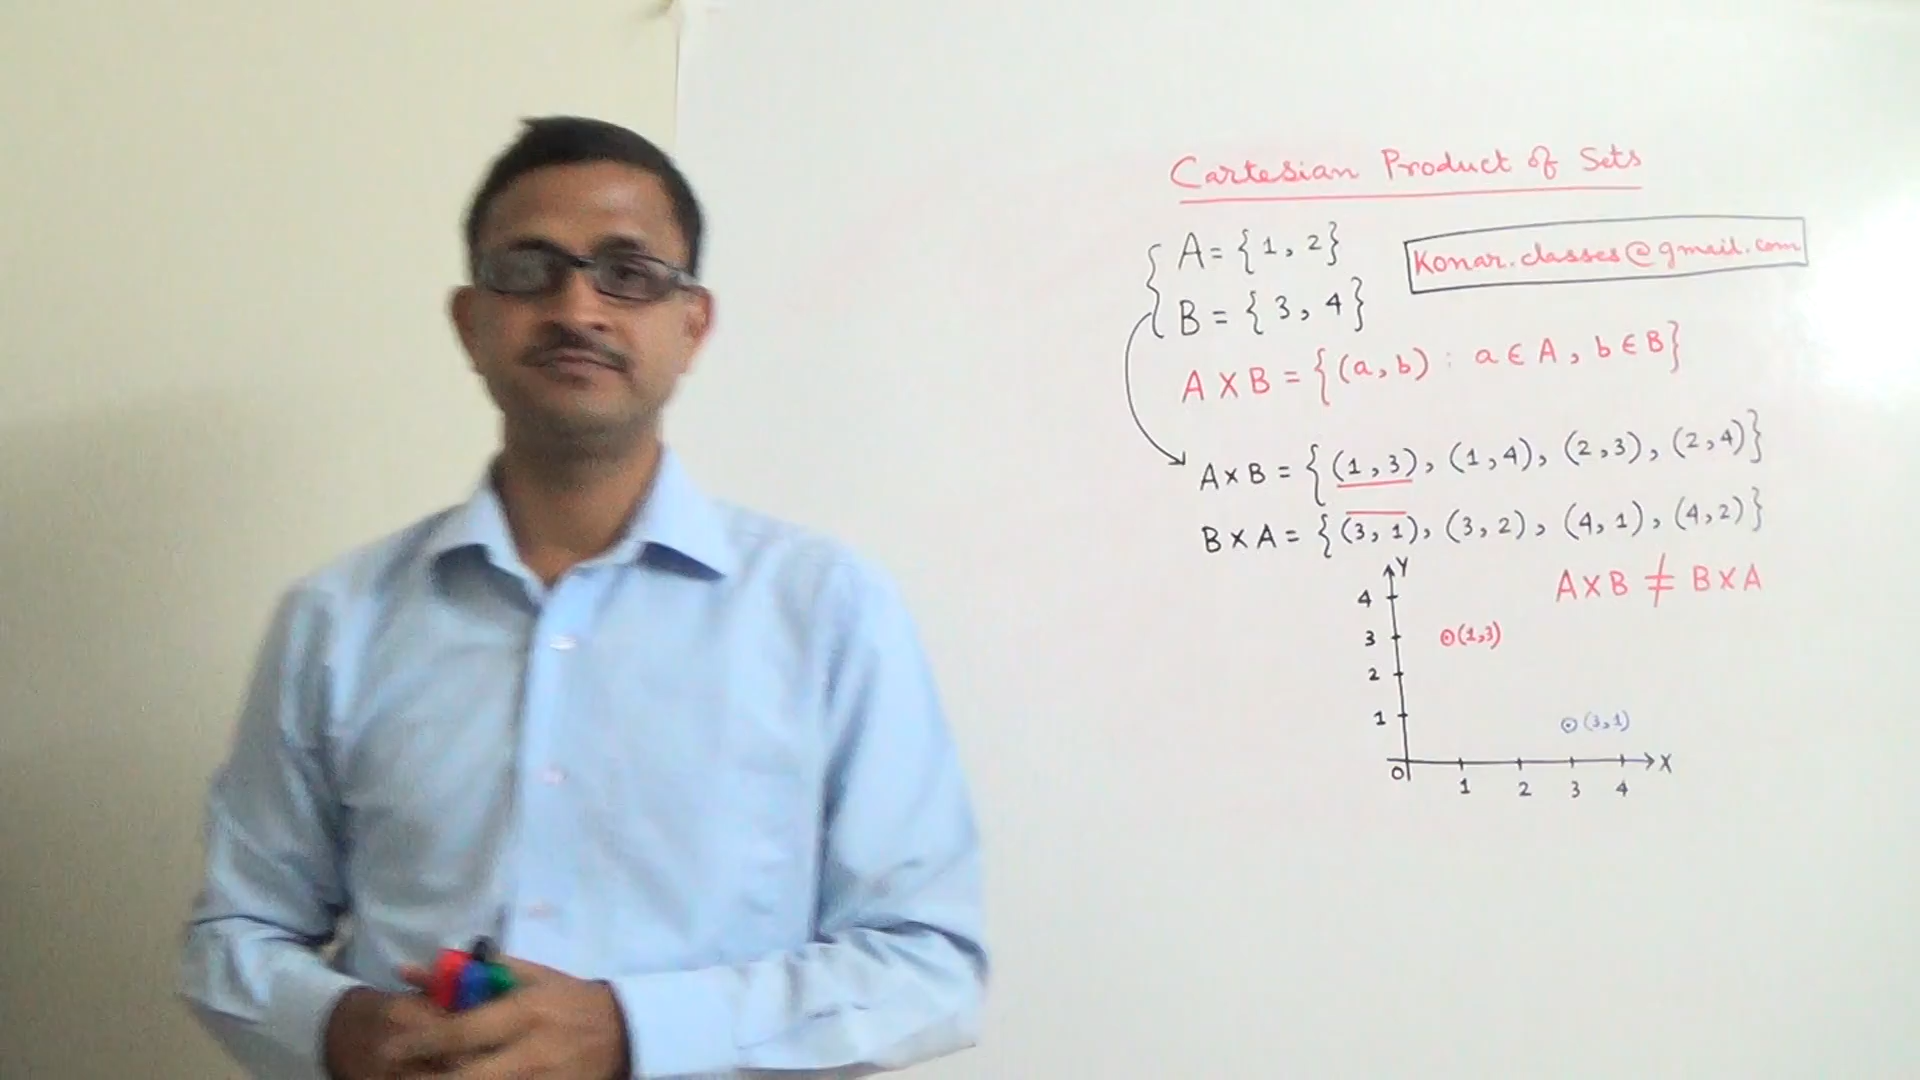 Cartesian Product of Sets
A = {1, 2}
Konar.classes@gmail.com
B = {3, 4}
A X B = {(a, b) : a ∈ A, b ∈ B}
A x B = {(1, 3), (1, 4), (2, 3), (2, 4)}
B x A = {(3, 1), (3, 2), (4, 1), (4, 2)}
A X B ≠ B X A
Y
4
3 (1,3)
2
1 (3,1)
O 1 2 3 4 X